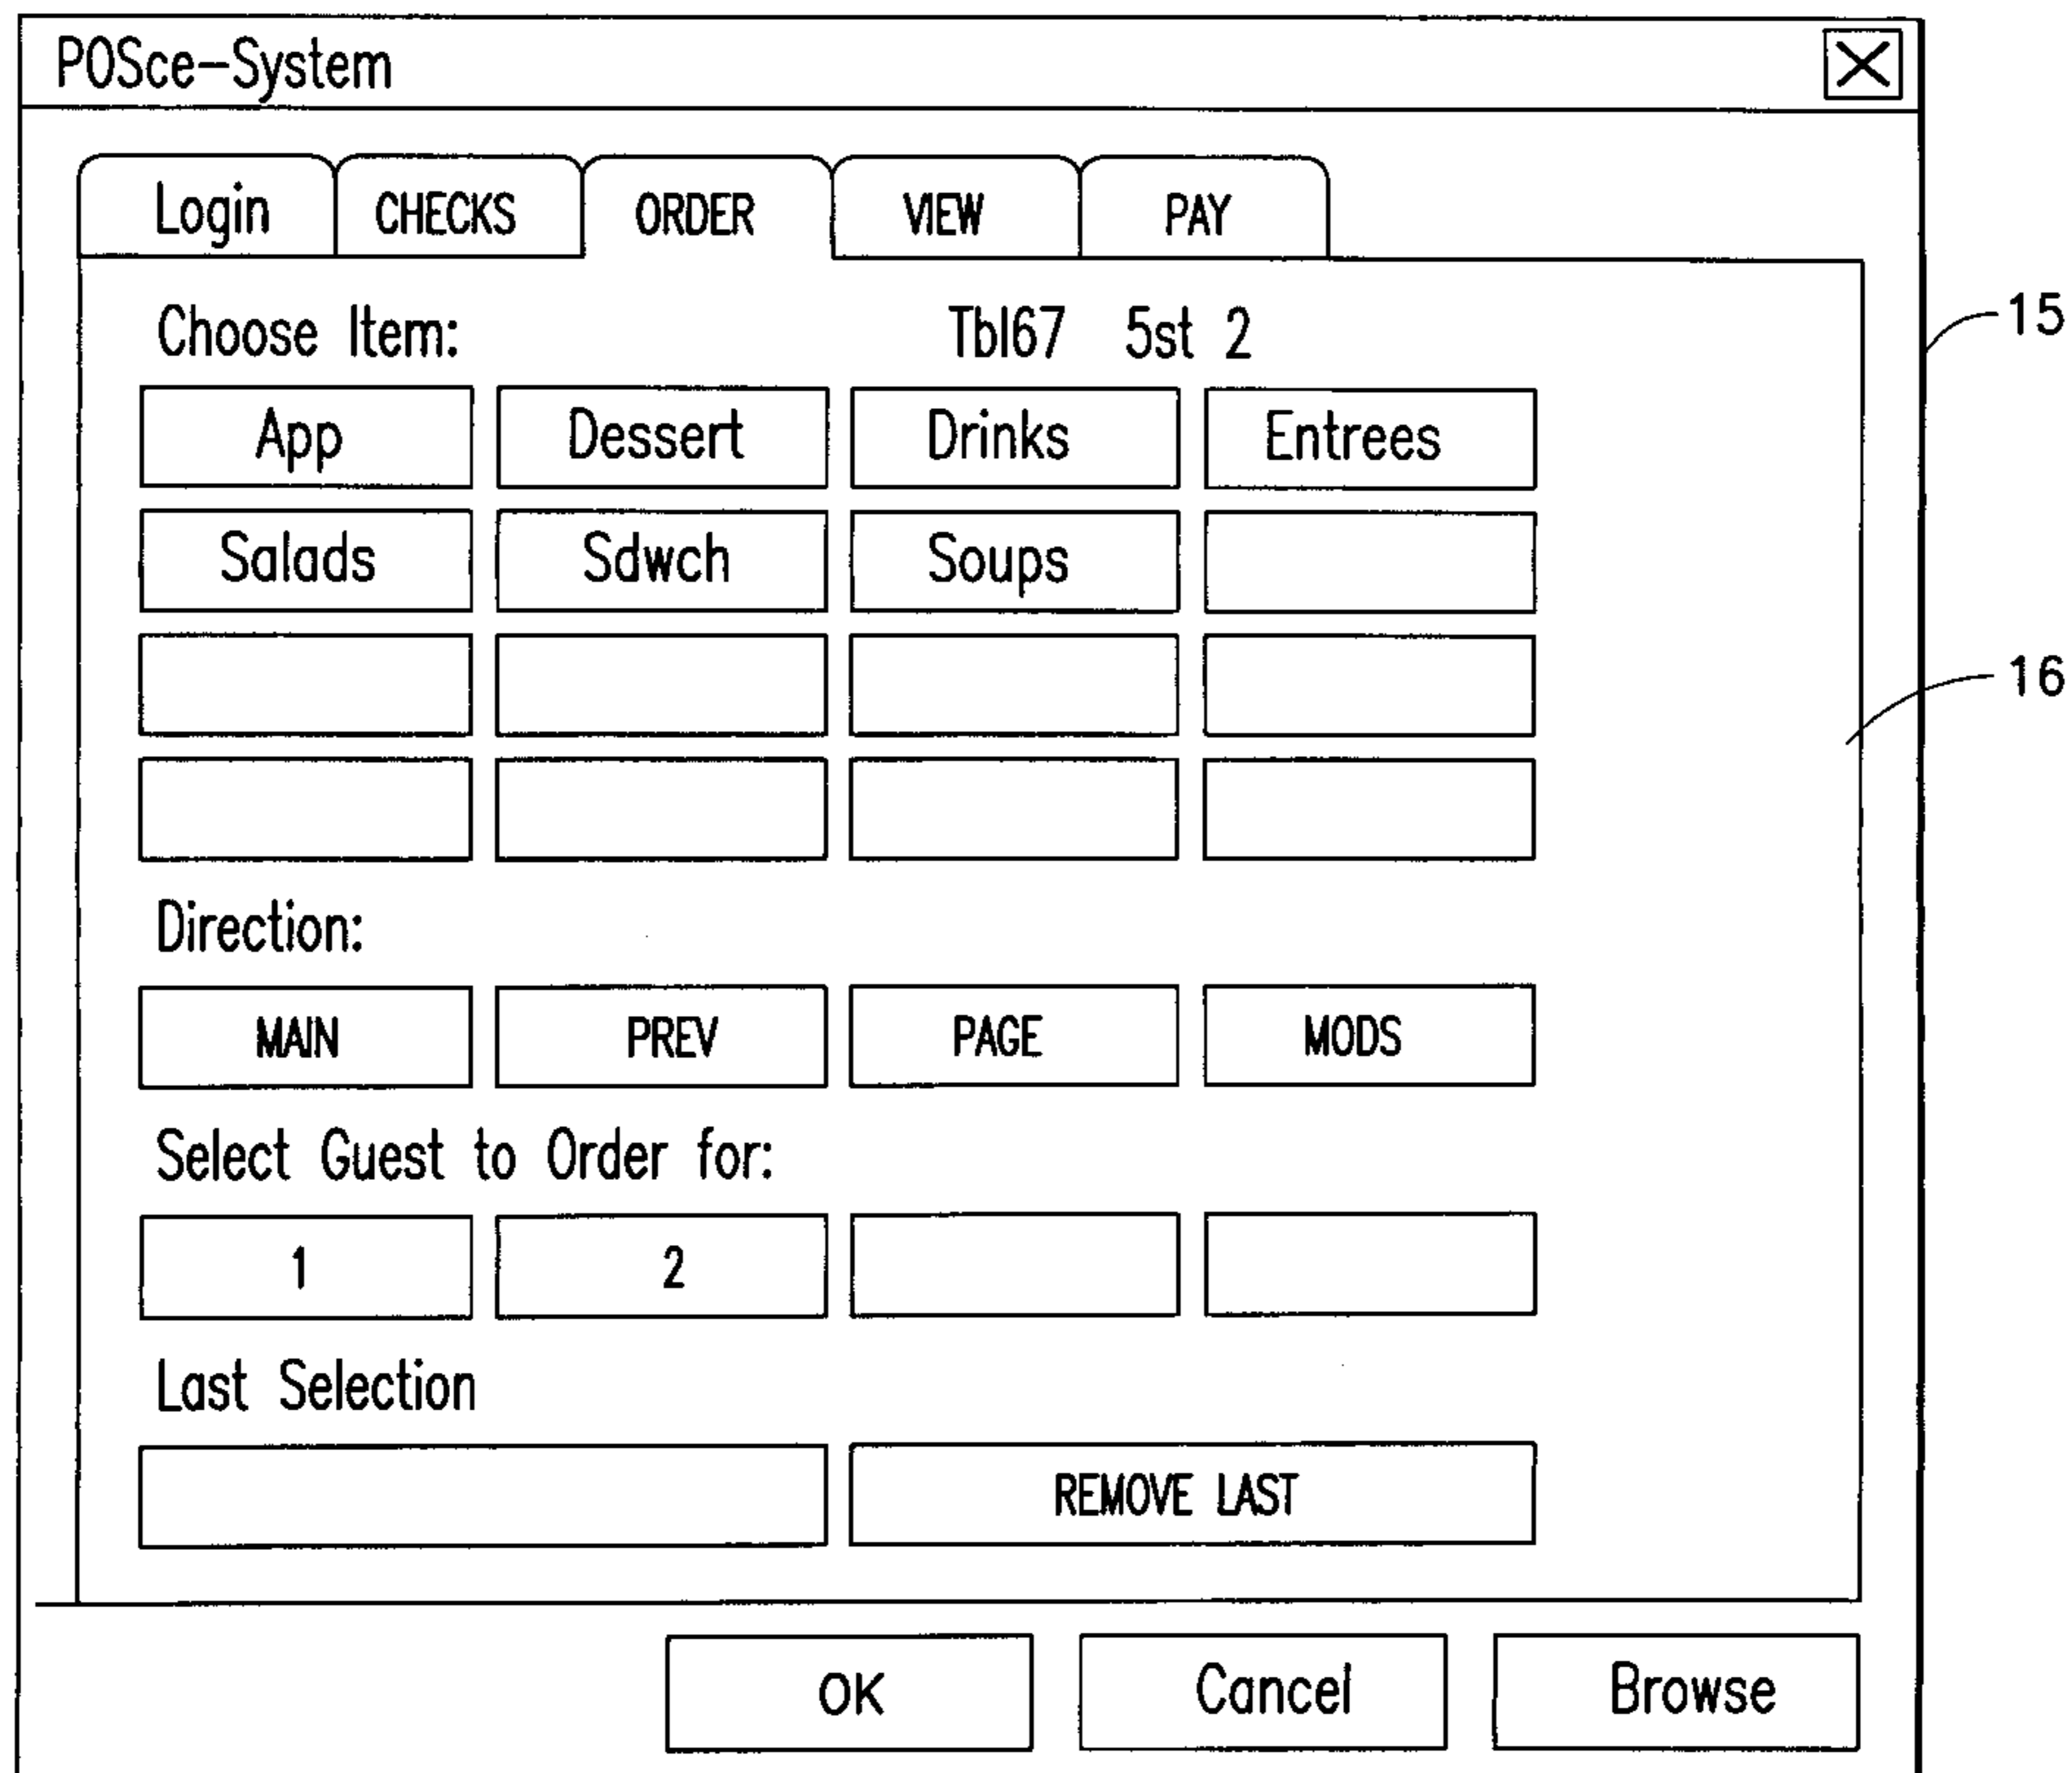 POSce-System
Login CHECKS ORDER VIEW PAY
Choose Item: Tbl67 5st 2
15
App Dessert Drinks Entrees
Salads Sdwch Soups
16
Direction:
MAIN PREV PAGE MODS
Select Guest to Order for:
1 2
Last Selection
REMOVE LAST
OK Cancel Browse